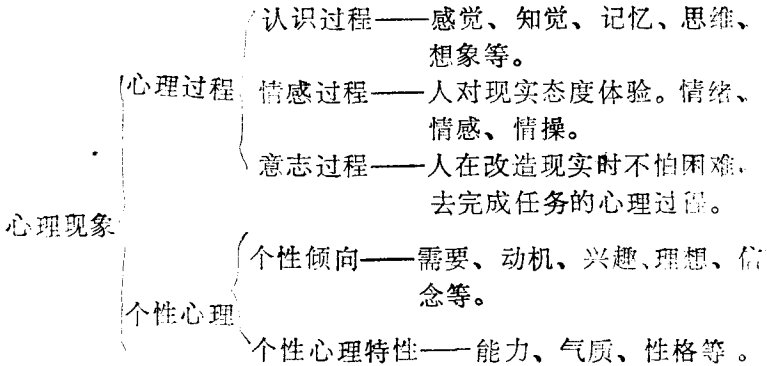 认识过程——感觉、知觉、记忆、思维、
想象等。
心理过程 情感过程——人对现实态度体验。情绪、
情感、情操。
意志过程——人在改造现实时不怕困难、
去完成任务的心理过程。
心理现象
个性倾向——需要、动机、兴趣、理想、信
念等。
个性心理
个性心理特性——能力、气质、性格等。